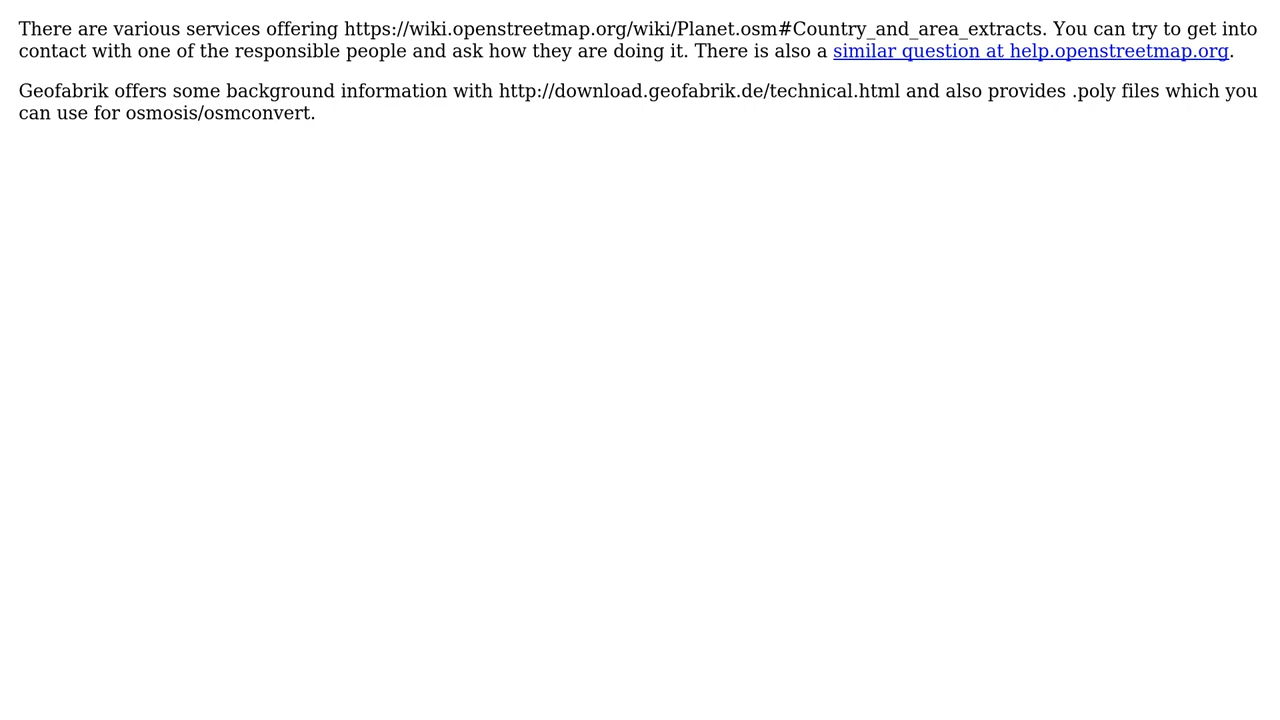 There are various services offering https://wiki.openstreetmap.org/wiki/Planet.osm#Country_and_area_extracts. You can try to get into
contact with one of the responsible people and ask how they are doing it. There is also a similar question at help.openstreetmap.org.
Geofabrik offers some background information with http://download.geofabrik.de/technical.html and also provides .poly files which you
can use for osmosis/osmconvert.